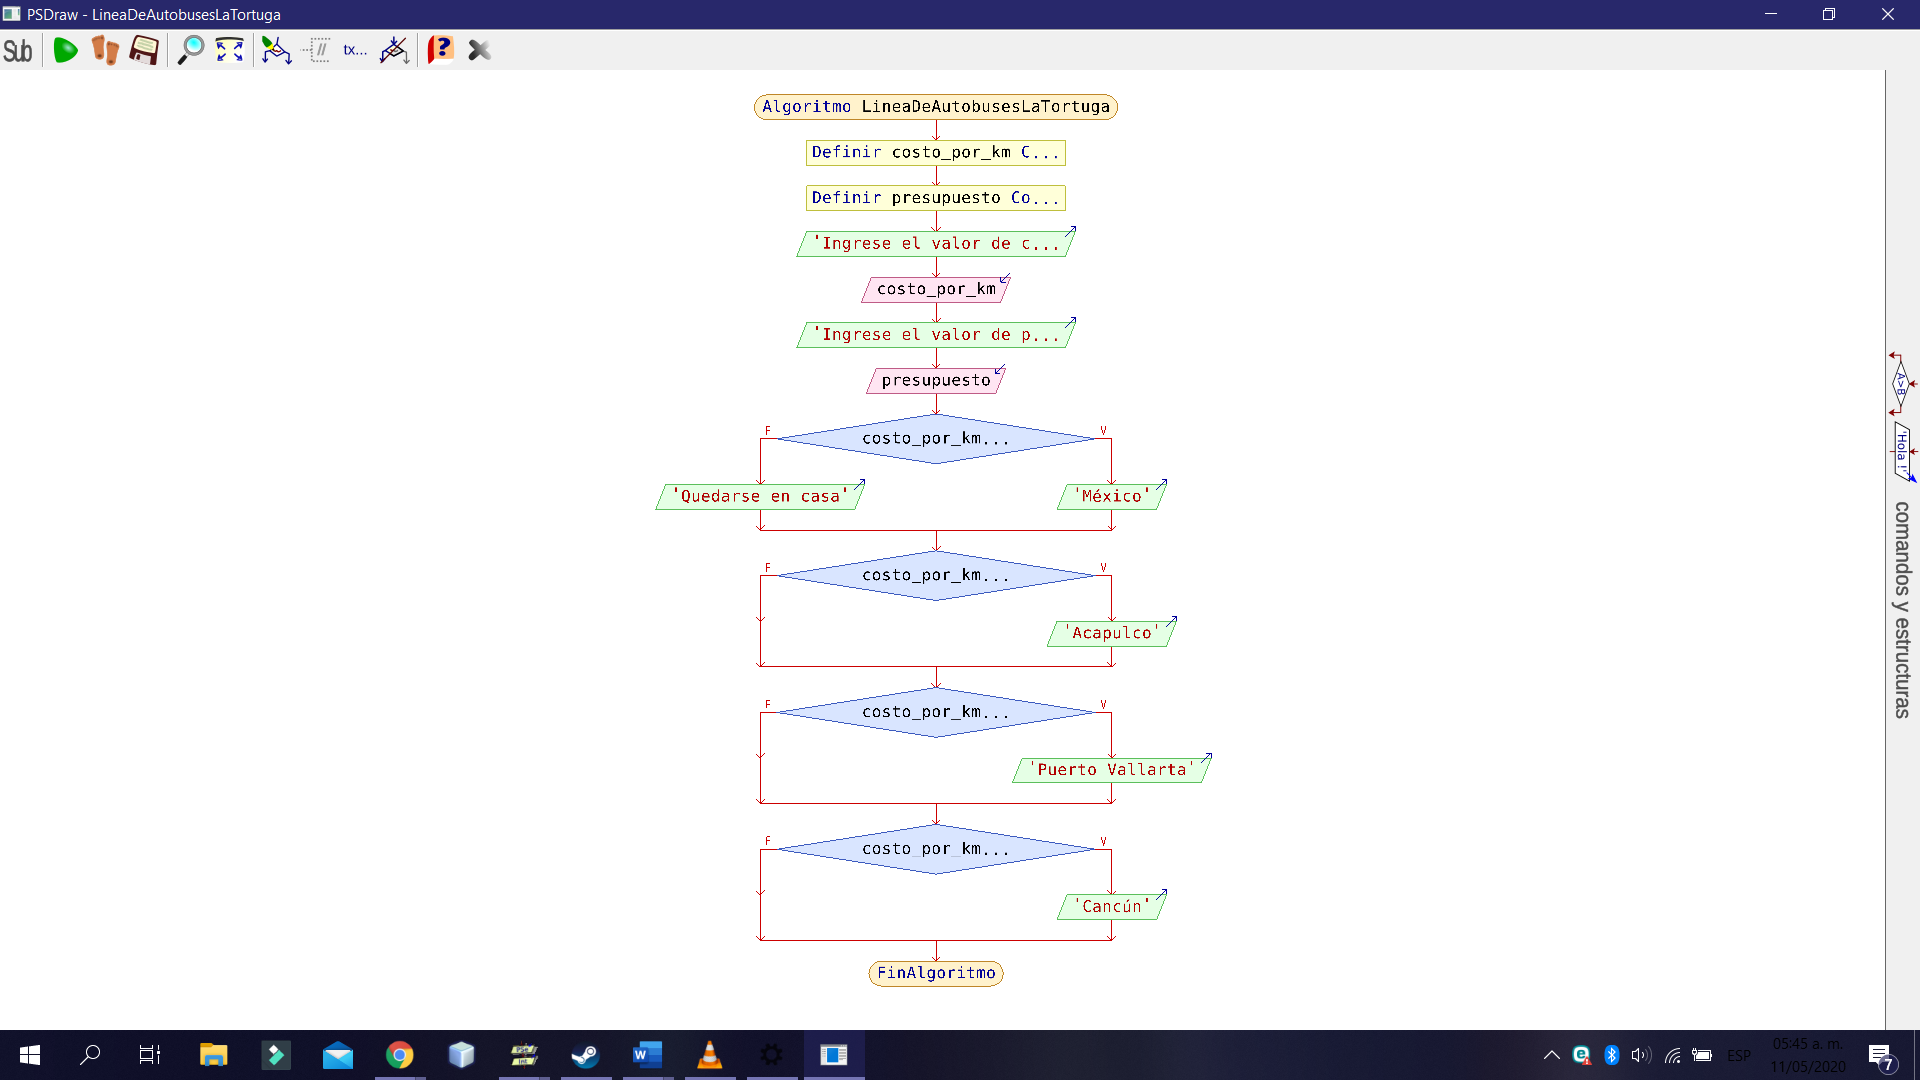 PSDraw - LineaDeAutobusesLaTortuga
Sub
tx...
Algoritmo LineaDeAutobusesLaTortuga
Definir costo_por_km C...
Definir presupuesto Co...
'Ingrese el valor de c...
costo_por_km
'Ingrese el valor de p...
presupuesto
costo_por_km...
F
V
'Quedarse en casa'
'México'
costo_por_km...
F
V
'Acapulco'
costo_por_km...
F
V
'Puerto Vallarta'
costo_por_km...
F
V
'Cancún'
FinAlgoritmo
A>B
'Hola !'
comandos y estructuras
ESP
05:45 a. m.
11/05/2020
7